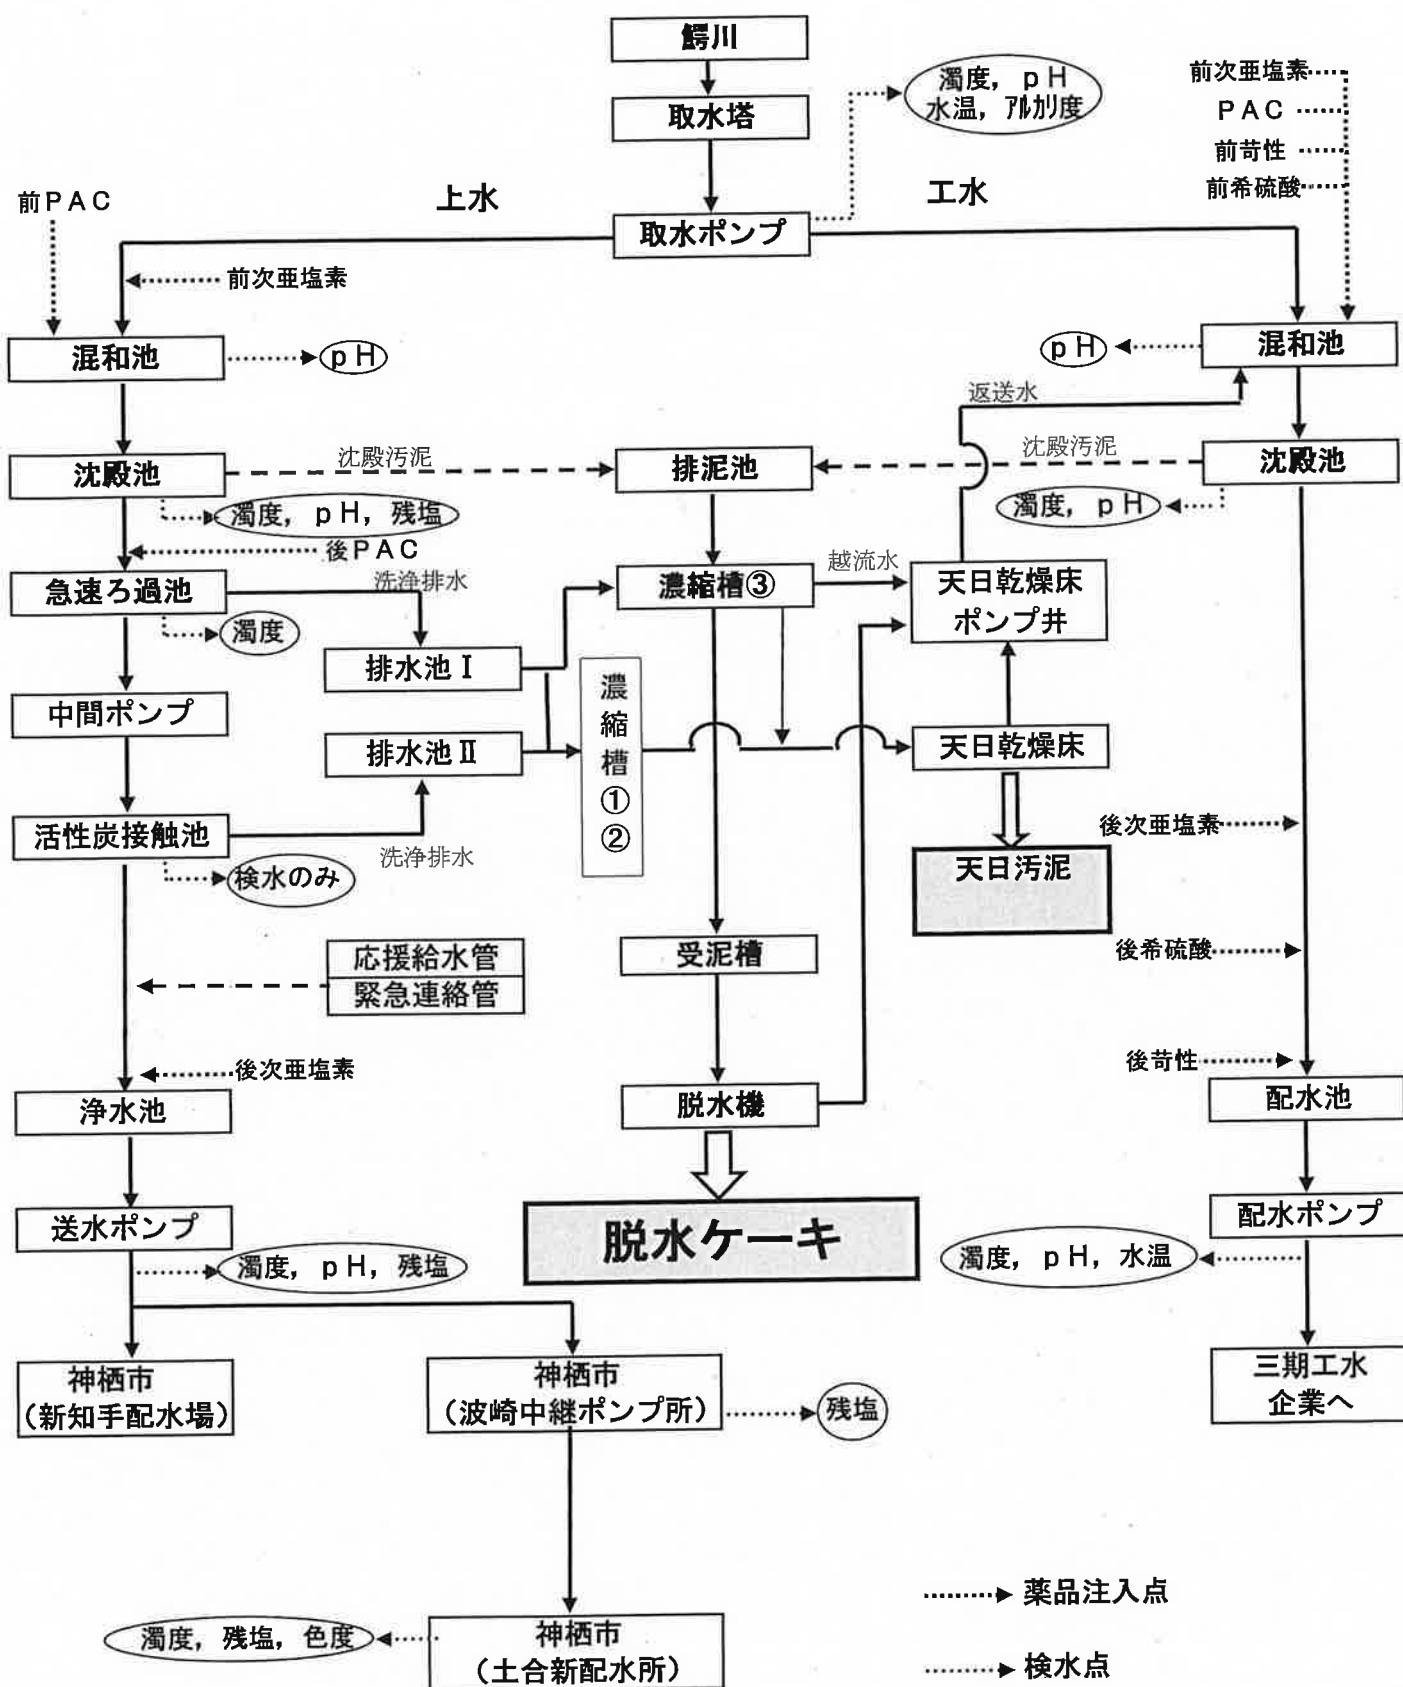 鰐川
取水塔
濁度，ｐＨ
水温，アルカリ度
前次亜塩素
ＰＡＣ
前苛性
前希硫酸
前ＰＡＣ
上水
工水
取水ポンプ
前次亜塩素
混和池
ｐＨ
ｐＨ
混和池
返送水
沈殿池
沈殿汚泥
排泥池
沈殿汚泥
沈殿池
濁度，ｐＨ，残塩
濁度，ｐＨ
後ＰＡＣ
急速ろ過池
洗浄排水
濃縮槽③
越流水
天日乾燥床
ポンプ井
濁度
排水池Ⅰ
濃縮槽①②
中間ポンプ
排水池Ⅱ
天日乾燥床
活性炭接触池
洗浄排水
後次亜塩素
検水のみ
天日汚泥
応援給水管
緊急連絡管
受泥槽
後希硫酸
後次亜塩素
後苛性
浄水池
脱水機
配水池
送水ポンプ
脱水ケーキ
配水ポンプ
濁度，ｐＨ，残塩
濁度，ｐＨ，水温
神栖市
（新知手配水場）
神栖市
（波崎中継ポンプ所）
残塩
三期工水
企業へ
薬品注入点
濁度，残塩，色度
神栖市
（土合新配水所）
検水点